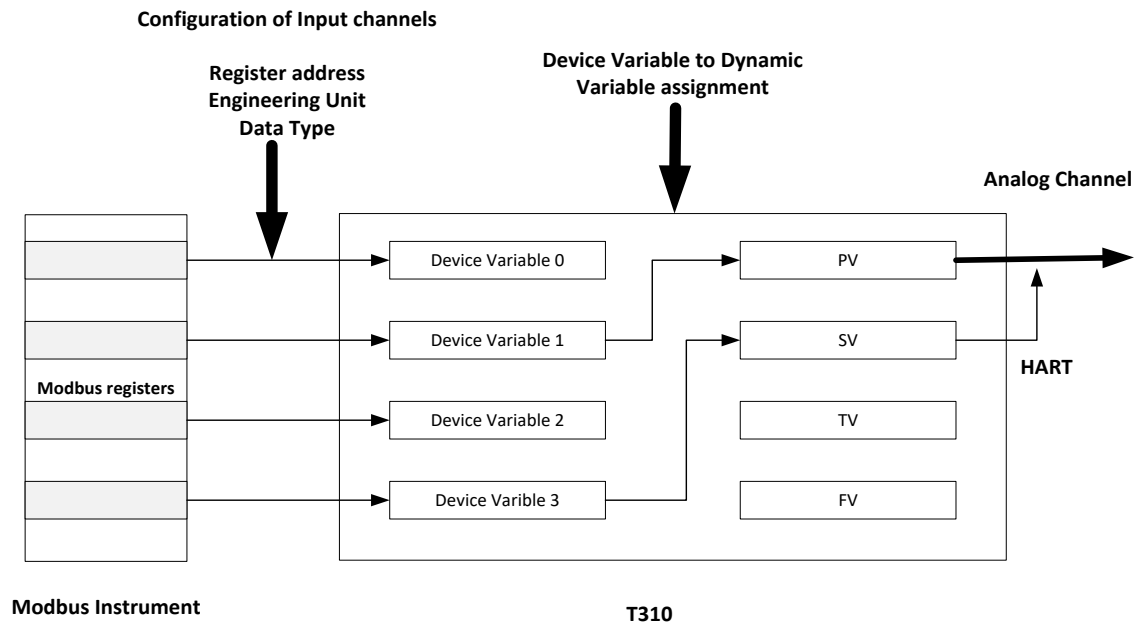 Configuration of Input channels
Register address
Engineering Unit
Data Type
Device Variable to Dynamic
Variable assignment
Analog Channel
Device Variable 0
PV
Device Variable 1
SV
HART
Modbus registers
Device Variable 2
TV
Device Varible 3
FV
Modbus Instrument
T310